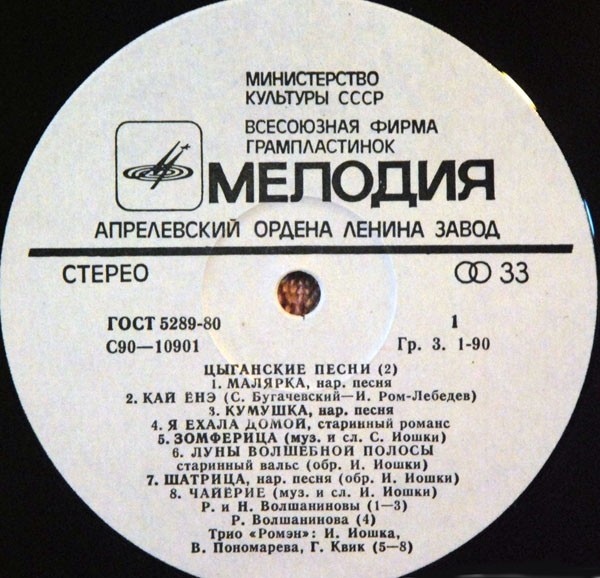 МИНИСТЕРСТВО
КУЛЬТУРЫ СССР
ВСЕСОЮЗНАЯ ФИРМА
ГРАМПЛАСТИНОК
МЕЛОДИЯ
АПРЕЛЕВСКИЙ ОРДЕНА ЛЕНИНА ЗАВОД
СТЕРЕО 33
ГОСТ 5289-80 1
С90—10901 Гр. 3. 1-90
ЦЫГАНСКИЕ ПЕСНИ (2)
1. МАЛЯРКА, нар. песня
2. КАЙ ЁНЭ (С. Бугачевский—И. Ром-Лебедев)
3. КУМУШКА, нар. песня
4. Я ЕХАЛА ДОМОЙ, старинный романс
5. ЗОМФЕРИЦА (муз. и сл. С. Иошки)
6. ЛУНЫ ВОЛШЕБНОЙ ПОЛОСЫ
старинный вальс (обр. И. Иошки)
7. ШАТРИЦА, нар. песня (обр. И. Иошки)
8. ЧАЙЕРИЕ (муз. и сл. И. Иошки)
Р. и Н. Волшаниновы (1—3)
Р. Волшанинова (4)
Трио «Ромэн»: И. Иошка,
В. Пономарева, Г. Квик (5—8)